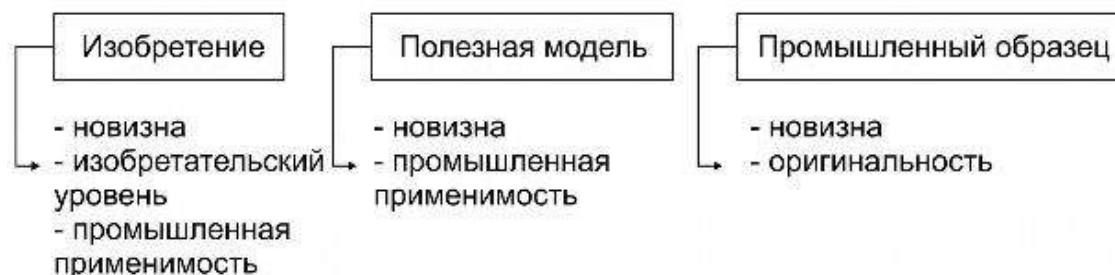 Изобретение
- новизна
- изобретательский
уровень
- промышленная
применимость
Полезная модель
- новизна
- промышленная
применимость
Промышленный образец
- новизна
- оригинальность